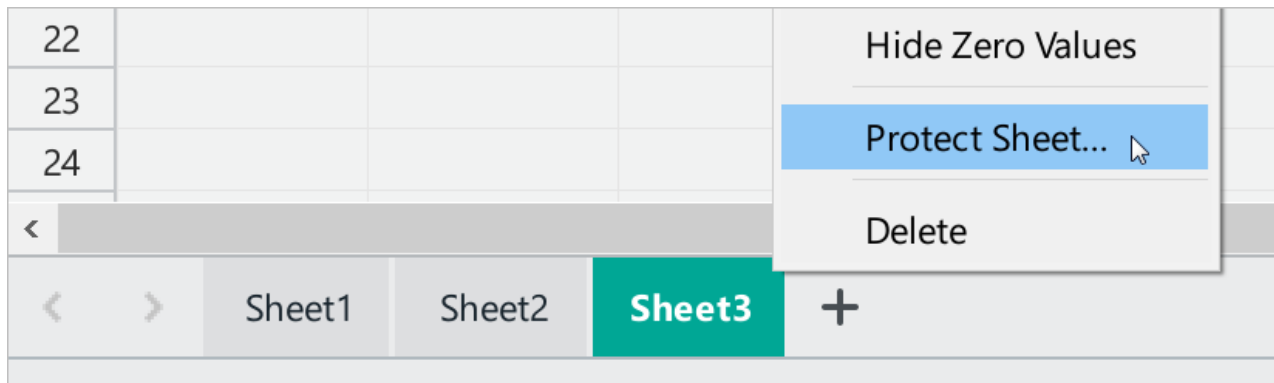 22
Hide Zero Values
23
Protect Sheet...
24
Delete
Sheet1 Sheet2 Sheet3